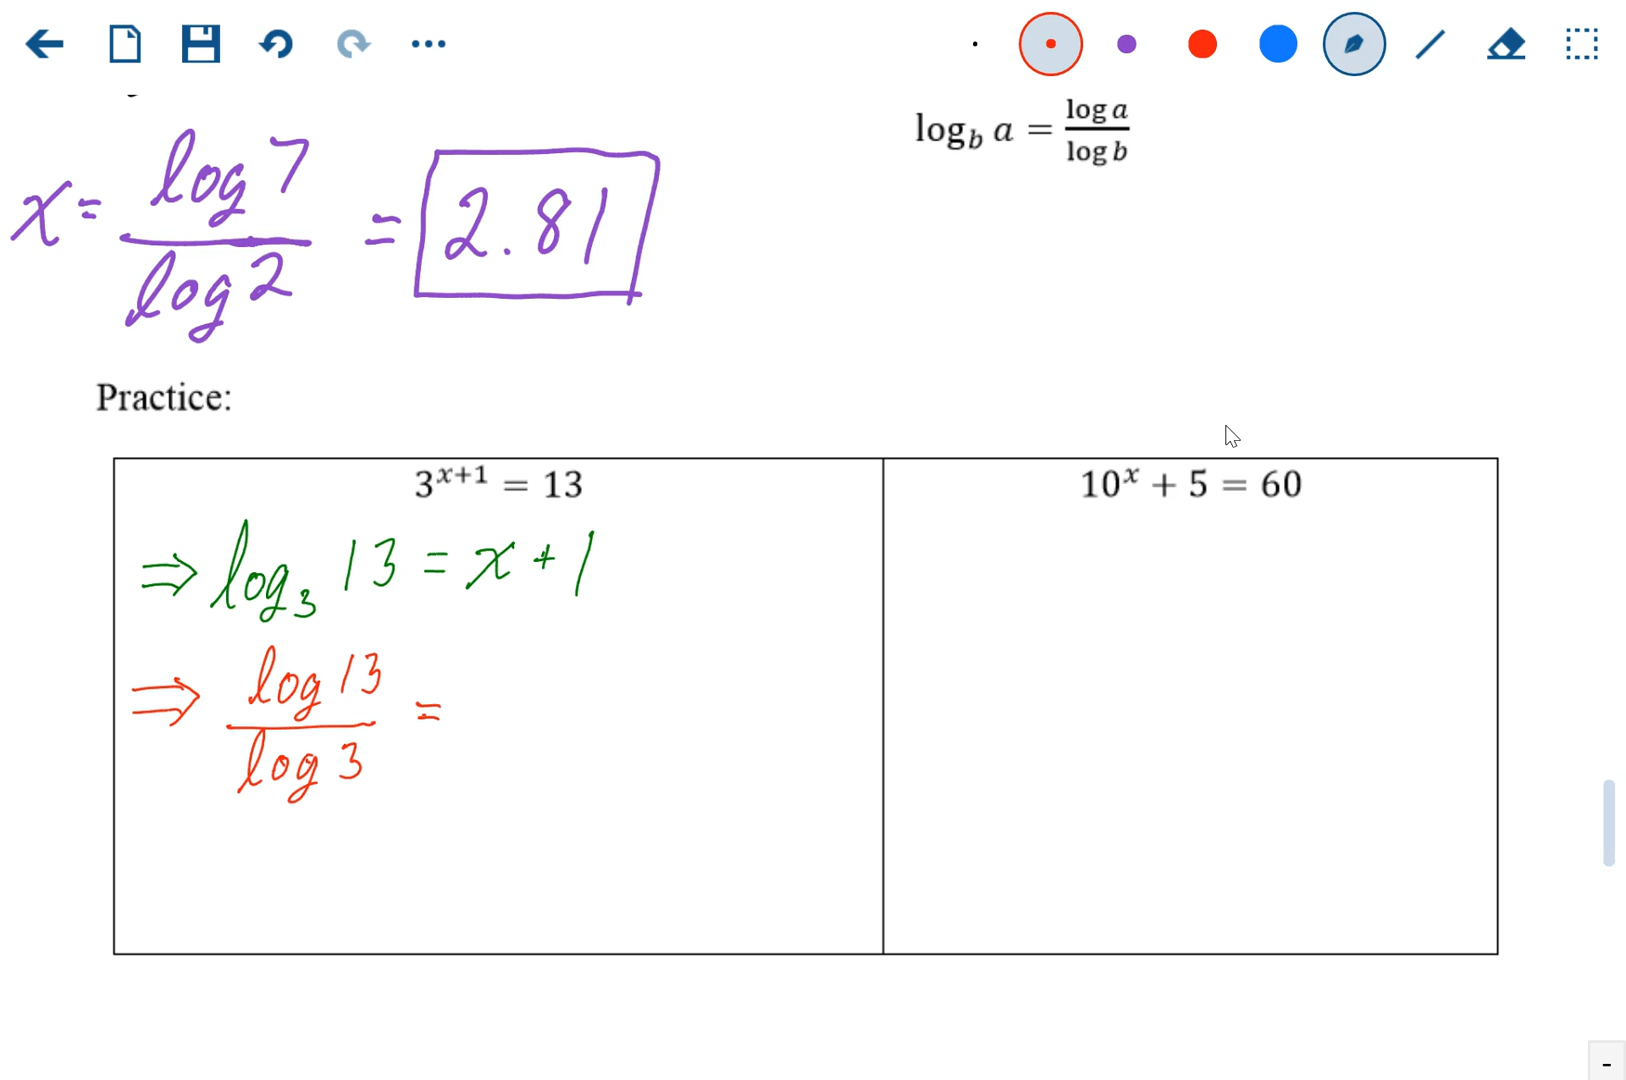 log_b a = log a / log b
x = log 7 / log 2 = 2.81
Practice:
3^{x+1} = 13
⇒ log_3 13 = x + 1
⇒ log 13 / log 3 =
10^x + 5 = 60